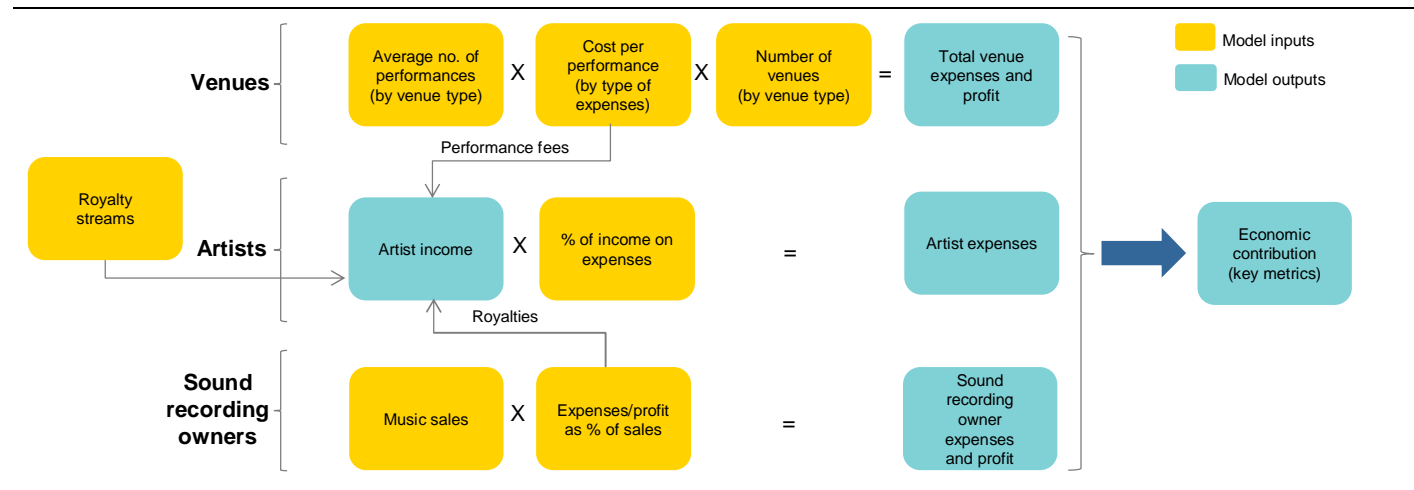 Venues
Average no. of
performances
(by venue type)
X
Cost per
performance
(by type of
expenses)
X
Number of
venues
(by venue type)
=
Total venue
expenses and
profit
Model inputs
Model outputs
Performance fees
Royalty
streams
Artists
Artist income
X
% of income on
expenses
=
Artist expenses
Economic
contribution
(key metrics)
Royalties
Sound
recording
owners
Music sales
X
Expenses/profit
as % of sales
=
Sound
recording
owner
expenses
and profit